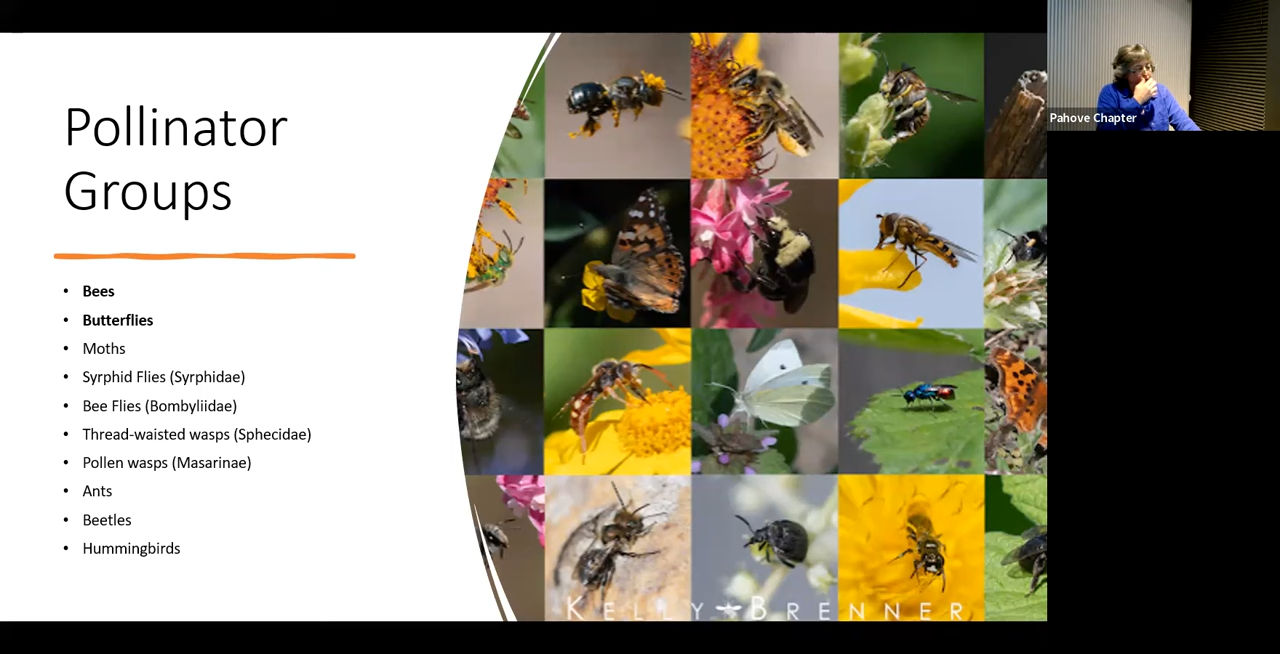 Pollinator
Groups
• Bees
• Butterflies
• Moths
• Syrphid Flies (Syrphidae)
• Bee Flies (Bombyliidae)
• Thread-waisted wasps (Sphecidae)
• Pollen wasps (Masarinae)
• Ants
• Beetles
• Hummingbirds
KELLY BRENNER
Pahove Chapter